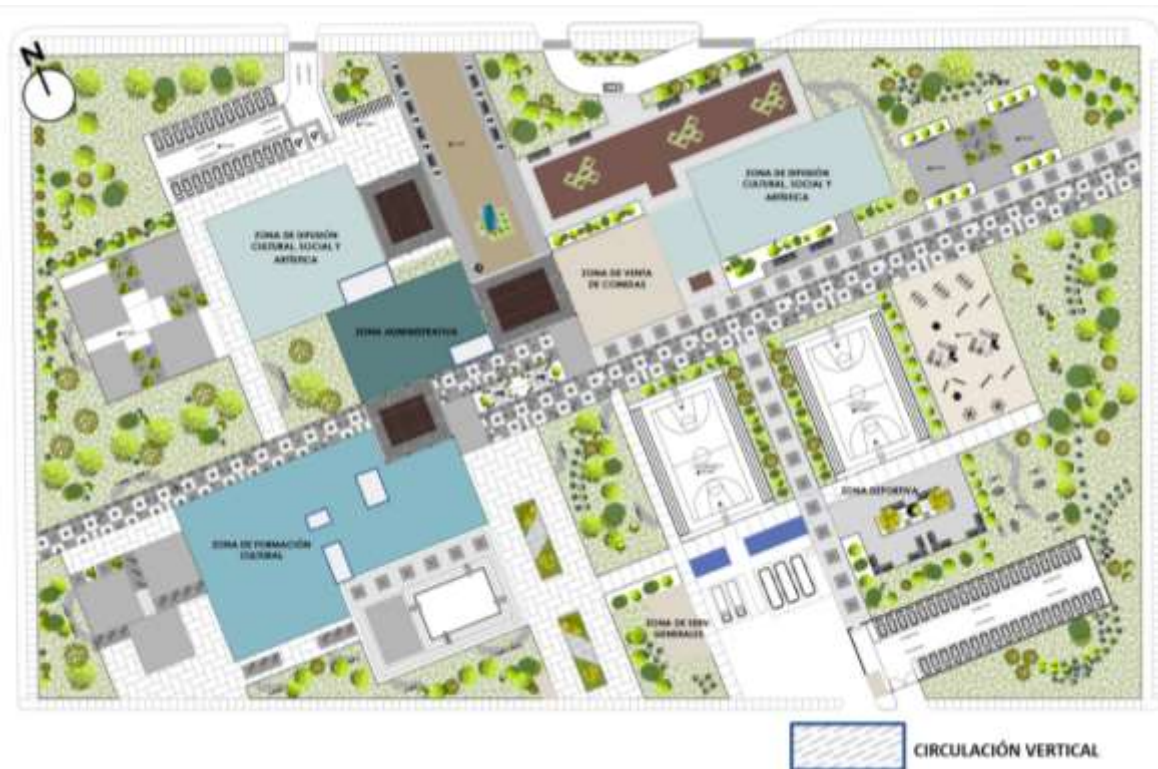 N
ZONA DE DIFUSIÓN
CULTURAL, SOCIAL Y
ARTÍSTICA
ZONA DE DIFUSIÓN
CULTURAL, SOCIAL Y
ARTÍSTICA
ZONA DE VENTA
DE COMIDAS
ZONA ADMINISTRATIVA
ZONA DEPORTIVA
ZONA DE FORMACIÓN
CULTURAL
ZONA DE SERV.
GENERALES
CIRCULACIÓN VERTICAL